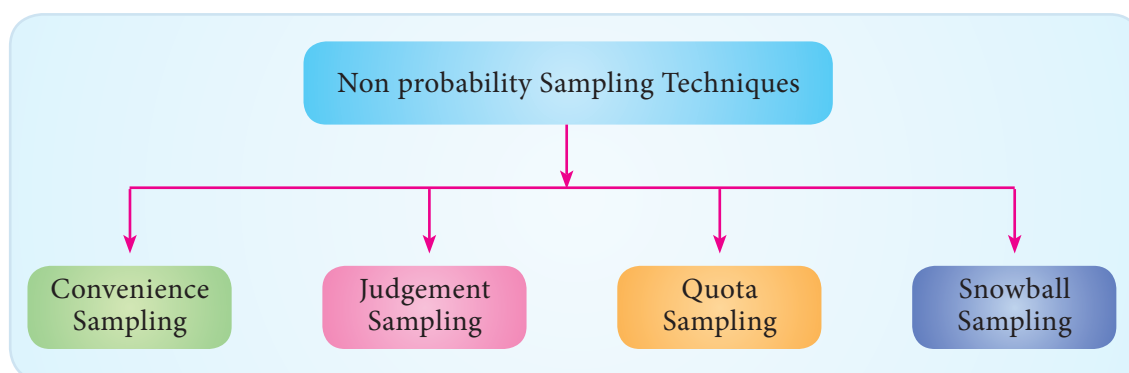 Non probability Sampling Techniques
Convenience
Sampling
Judgement
Sampling
Quota
Sampling
Snowball
Sampling